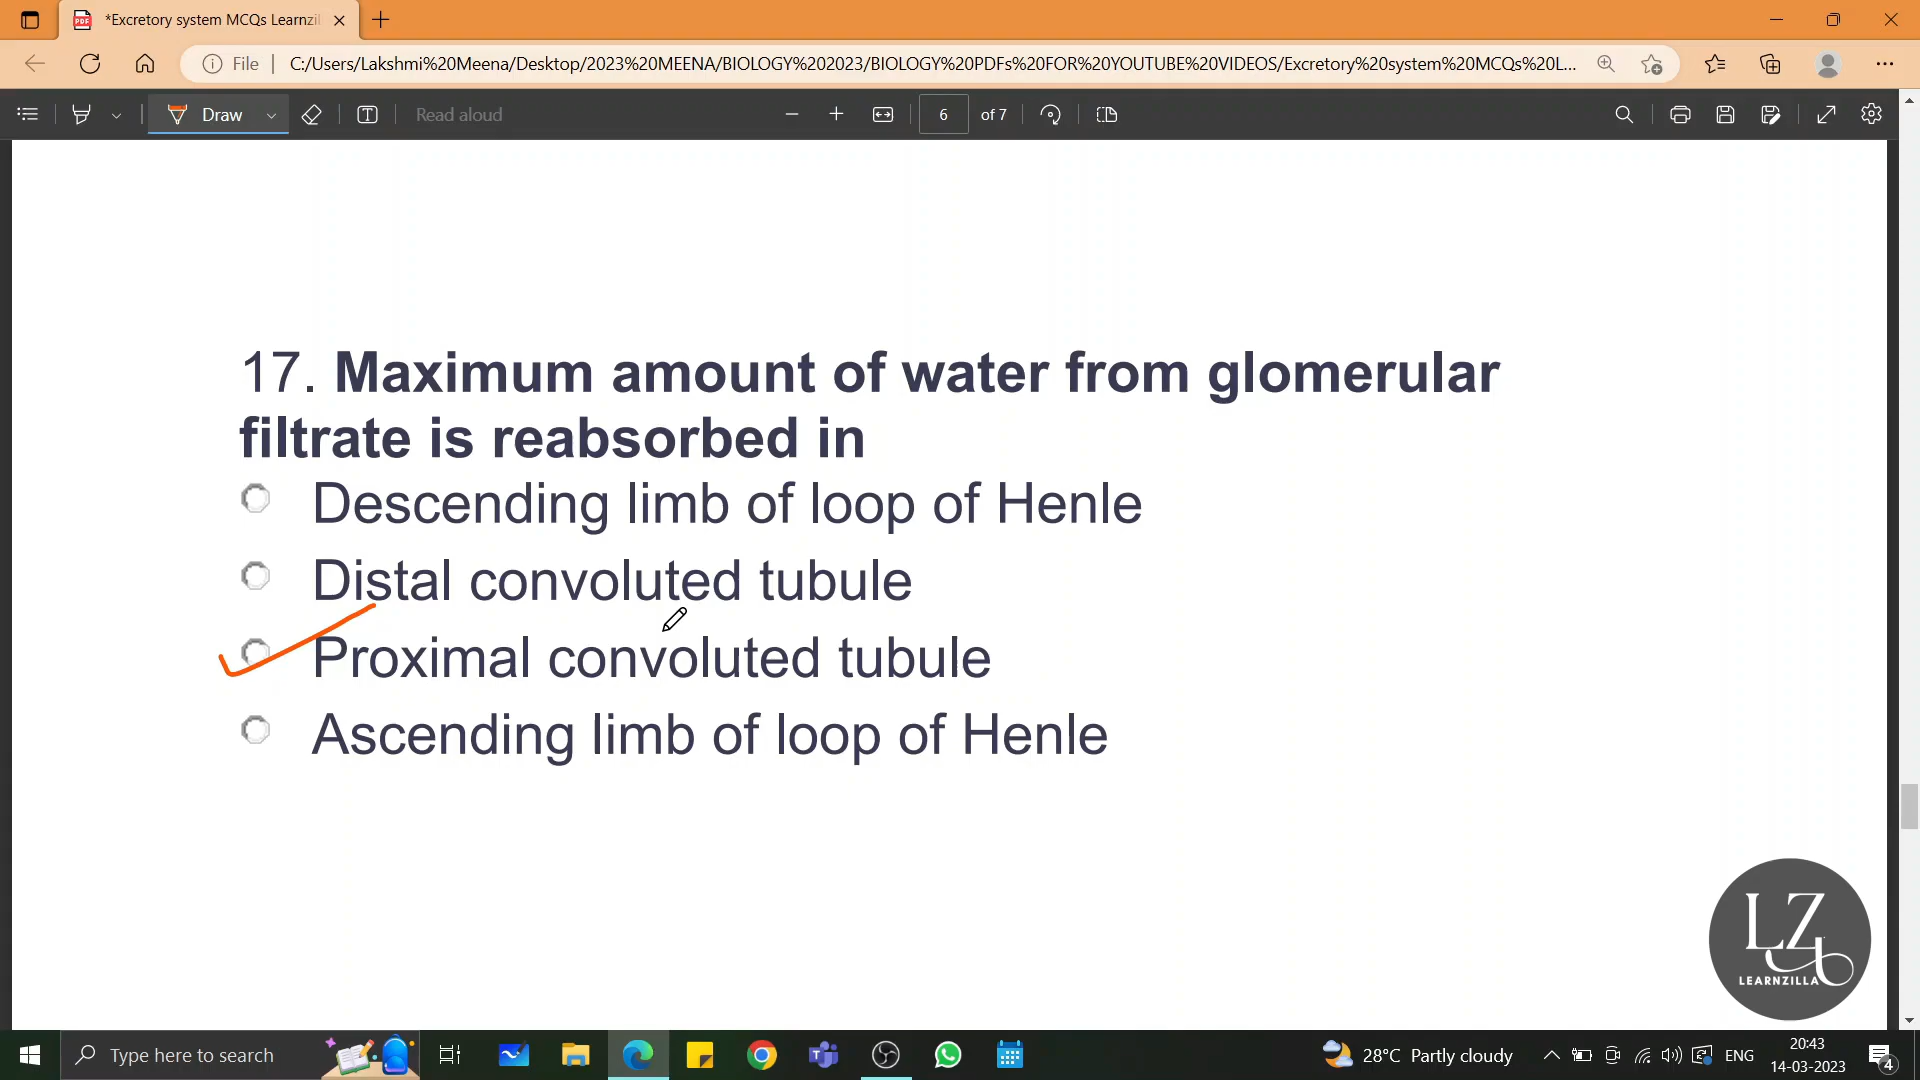 *Excretory system MCQs Learnzil
File
C:/Users/Lakshmi%20Meena/Desktop/2023%20MEENA/BIOLOGY%202023/BIOLOGY%20PDFs%20FOR%20YOUTUBE%20VIDEOS/Excretory%20system%20MCQs%20L...
Draw
Read aloud
6 of 7
17. Maximum amount of water from glomerular
filtrate is reabsorbed in
Descending limb of loop of Henle
Distal convoluted tubule
Proximal convoluted tubule
Ascending limb of loop of Henle
LZ
LEARNZILLA
Type here to search
28°C Partly cloudy
ENG
20:43
14-03-2023
4